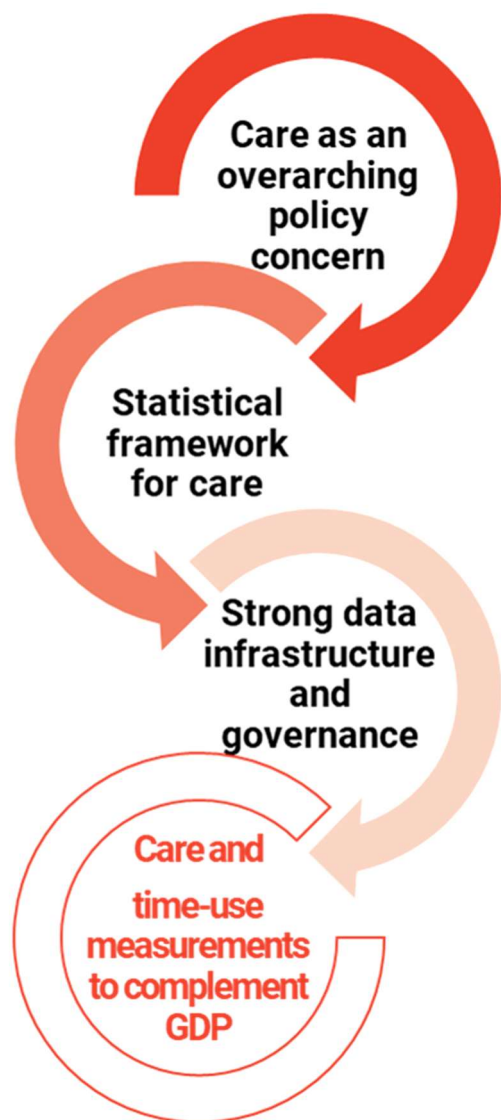 Care as an
overarching
policy
concern
Statistical
framework
for care
Strong data
infrastructure
and
governance
Care and
time-use
measurements
to complement
GDP